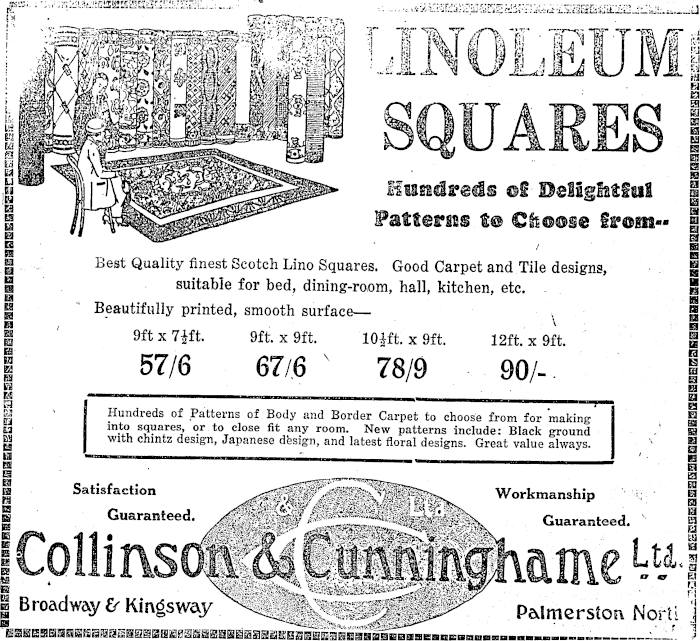 LINOLEUM
SQUARES
Hundreds of Delightful
Patterns to Choose from--
Best Quality finest Scotch Lino Squares. Good Carpet and Tile designs,
suitable for bed, dining-room, hall, kitchen, etc.
Beautifully printed, smooth surface—
9ft x 7½ft. 9ft. x 9ft. 10½ft. x 9ft. 12ft. x 9ft.
57/6 67/6 78/9 90/-
Hundreds of Patterns of Body and Border Carpet to choose from for making
into squares, or to close fit any room. New patterns include: Black ground
with chintz design, Japanese design, and latest floral designs. Great value always.
Satisfaction
Guaranteed.
Workmanship
Guaranteed.
C & C Ltd
Collinson & Cunninghame Ltd.
Broadway & Kingsway
Palmerston North